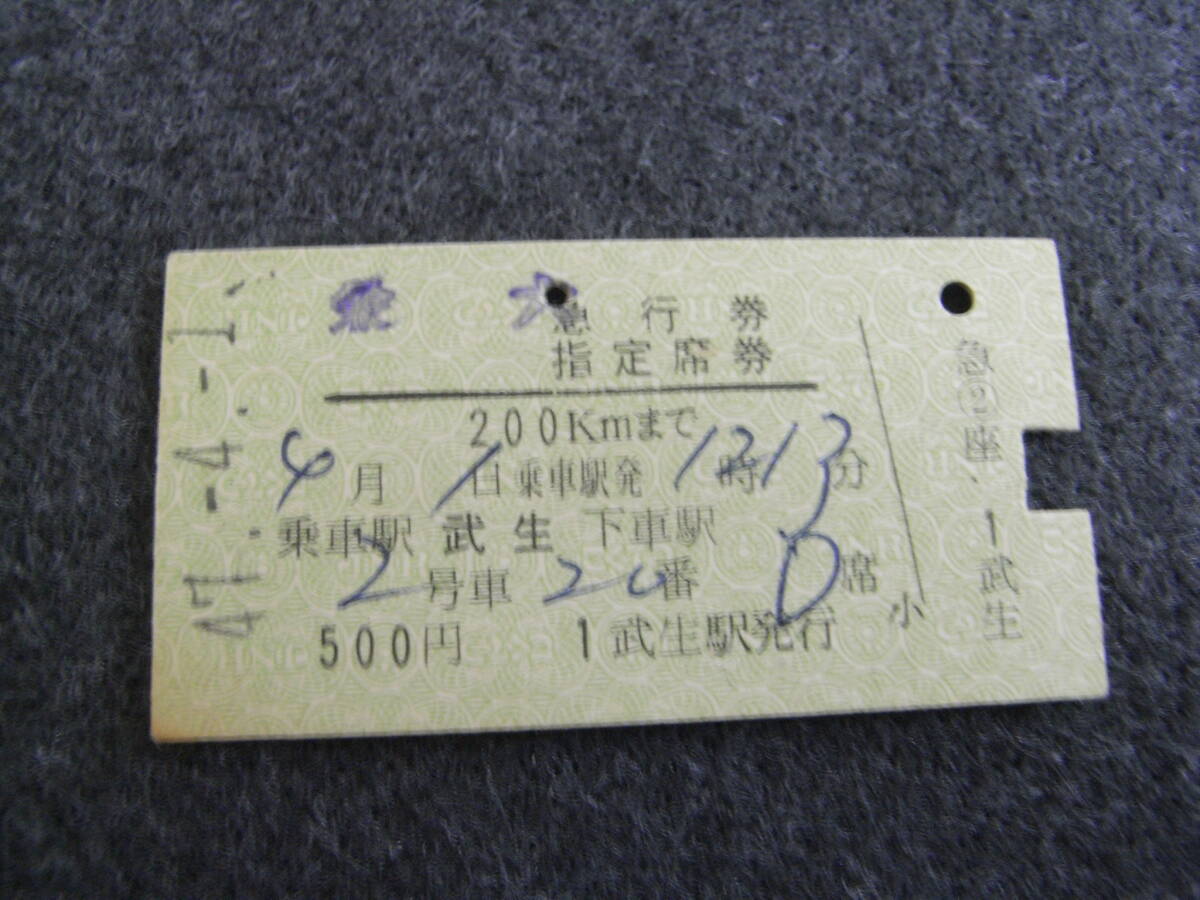 47.-4.-1
急行券
指定席券
200Kmまで
4月1日乗車駅発12時13分
乗車駅 武生 下車駅
2号車 20番 D席
500円 1武生駅発行
小
急②座、1武生